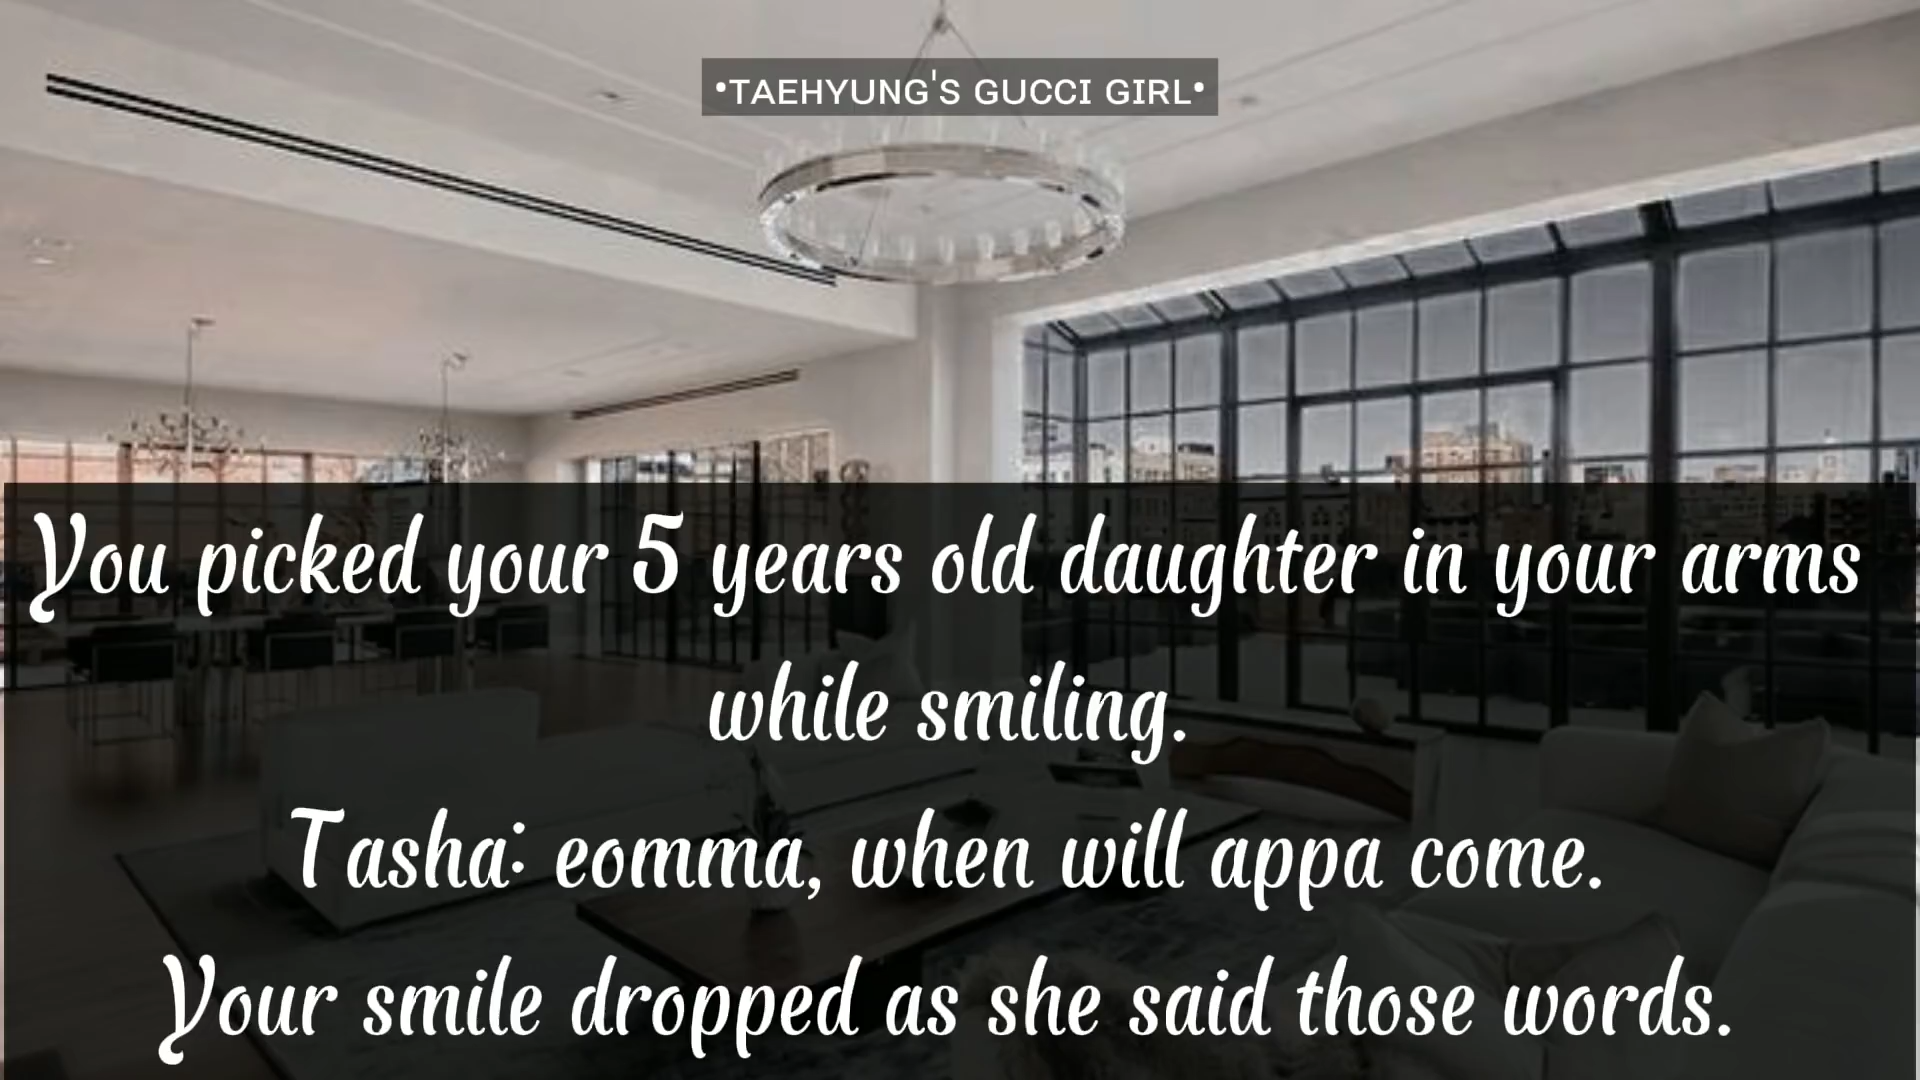 •TAEHYUNG'S GUCCI GIRL•
You picked your 5 years old daughter in your arms
while smiling.
Tasha: eomma, when will appa come.
Your smile dropped as she said those words.